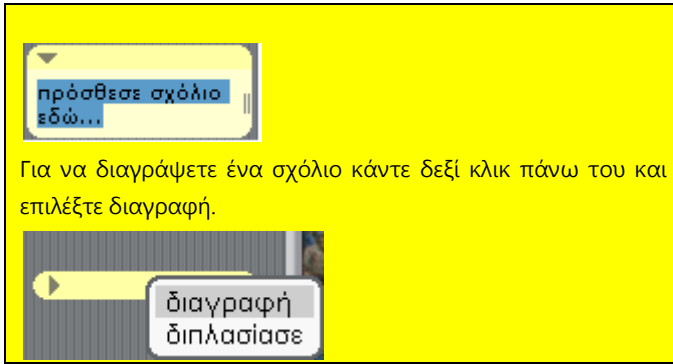 πρόσθεσε σχόλιο
εδώ...
Για να διαγράψετε ένα σχόλιο κάντε δεξί κλικ πάνω του και
επιλέξτε διαγραφή.
διαγραφή
διπλασίασε